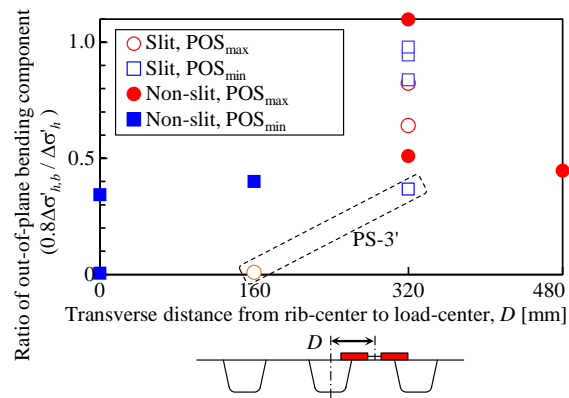 Ratio of out-of-plane bending component
(0.8Δσ'h,b / Δσ'h)
1.0
0.5
0
Slit, POSmax
Slit, POSmin
Non-slit, POSmax
Non-slit, POSmin
PS-3'
0
160
320
480
Transverse distance from rib-center to load-center, D [mm]
D